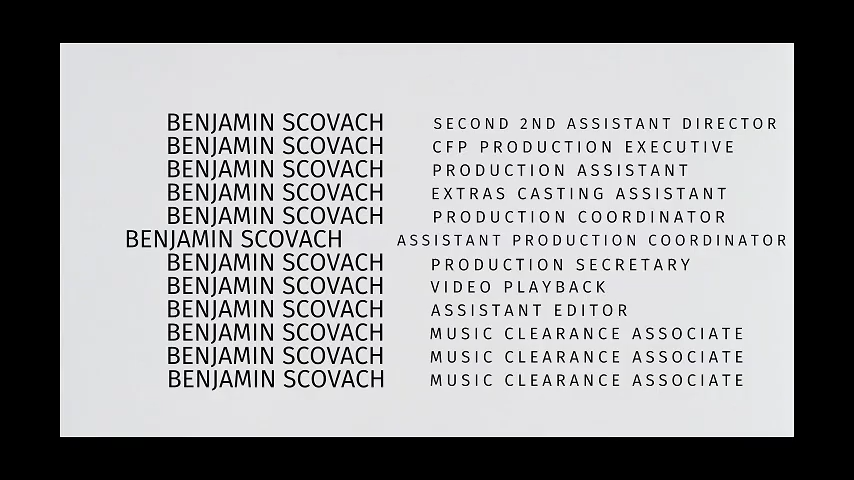 BENJAMIN SCOVACH SECOND 2ND ASSISTANT DIRECTOR
BENJAMIN SCOVACH CFP PRODUCTION EXECUTIVE
BENJAMIN SCOVACH PRODUCTION ASSISTANT
BENJAMIN SCOVACH EXTRAS CASTING ASSISTANT
BENJAMIN SCOVACH PRODUCTION COORDINATOR
BENJAMIN SCOVACH ASSISTANT PRODUCTION COORDINATOR
BENJAMIN SCOVACH PRODUCTION SECRETARY
BENJAMIN SCOVACH VIDEO PLAYBACK
BENJAMIN SCOVACH ASSISTANT EDITOR
BENJAMIN SCOVACH MUSIC CLEARANCE ASSOCIATE
BENJAMIN SCOVACH MUSIC CLEARANCE ASSOCIATE
BENJAMIN SCOVACH MUSIC CLEARANCE ASSOCIATE